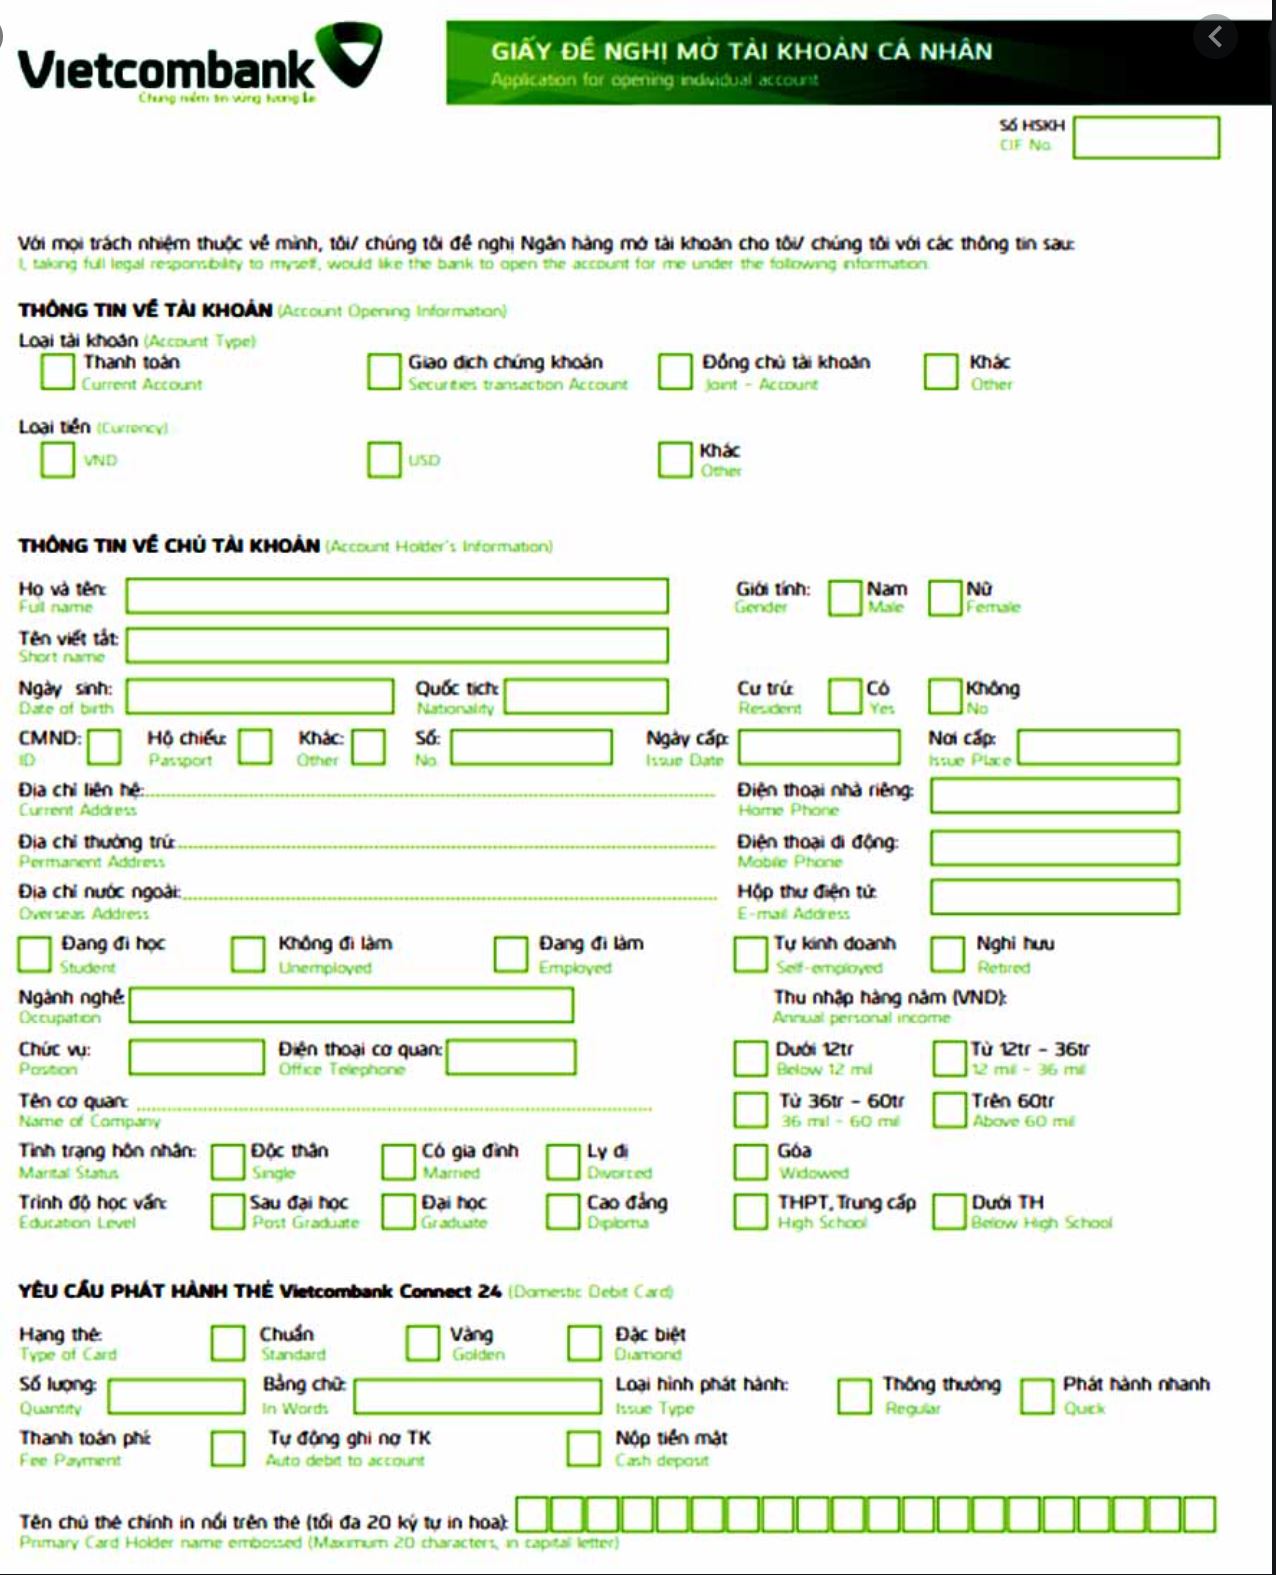 Vietcombank
Chung niềm tin vững tương lai
GIẤY ĐỀ NGHỊ MỞ TÀI KHOẢN CÁ NHÂN
Application for opening individual account
Số HSKH
CIF No.
Với mọi trách nhiệm thuộc về mình, tôi/ chúng tôi đề nghị Ngân hàng mở tài khoản cho tôi/ chúng tôi với các thông tin sau:
I, taking full legal responsibility to myself, would like the bank to open the account for me under the following information.
THÔNG TIN VỀ TÀI KHOẢN (Account Opening Information)
Loại tài khoản (Account Type)
Thanh toán Giao dịch chứng khoán Đồng chủ tài khoản Khác
Current Account Securities transaction Account Joint - Account Other
Loại tiền (Currency)
VND USD Khác
Other
THÔNG TIN VỀ CHỦ TÀI KHOẢN (Account Holder's Information)
Họ và tên: Giới tính: Nam Nữ
Full name Gender Male Female
Tên viết tắt:
Short name
Ngày sinh: Quốc tịch: Cư trú: Có Không
Date of birth Nationality Resident Yes No
CMND: Hộ chiếu: Khác: Số: Ngày cấp: Nơi cấp:
ID Passport Other No. Issue Date Issue Place
Địa chỉ liên hệ: Điện thoại nhà riêng:
Current Address Home Phone
Địa chỉ thường trú: Điện thoại di động:
Permanent Address Mobile Phone
Địa chỉ nước ngoài: Hộp thư điện tử:
Overseas Address E-mail Address
Đang đi học Không đi làm Đang đi làm Tự kinh doanh Nghỉ hưu
Student Unemployed Employed Self-employed Retired
Ngành nghề: Thu nhập hàng năm (VND):
Occupation Annual personal income
Chức vụ: Điện thoại cơ quan: Dưới 12tr Từ 12tr - 36tr
Position Office Telephone Below 12 mil 12 mil - 36 mil
Tên cơ quan: Từ 36tr - 60tr Trên 60tr
Name of Company 36 mil - 60 mil Above 60 mil
Tình trạng hôn nhân: Độc thân Có gia đình Ly dị Góa
Marital Status Single Married Divorced Widowed
Trình độ học vấn: Sau đại học Đại học Cao đẳng THPT, Trung cấp Dưới TH
Education Level Post Graduate Graduate Diploma High School Below High School
YÊU CẦU PHÁT HÀNH THẺ Vietcombank Connect 24 (Domestic Debit Card)
Hạng thẻ: Chuẩn Vàng Đặc biệt
Type of Card Standard Golden Diamond
Số lượng: Bằng chữ: Loại hình phát hành: Thông thường Phát hành nhanh
Quantity In Words Issue Type Regular Quick
Thanh toán phí: Tự động ghi nợ TK Nộp tiền mặt
Fee Payment Auto debit to account Cash deposit
Tên chủ thẻ chính in nổi trên thẻ (tối đa 20 ký tự in hoa):
Primary Card Holder name embossed (Maximum 20 characters, in capital letter)